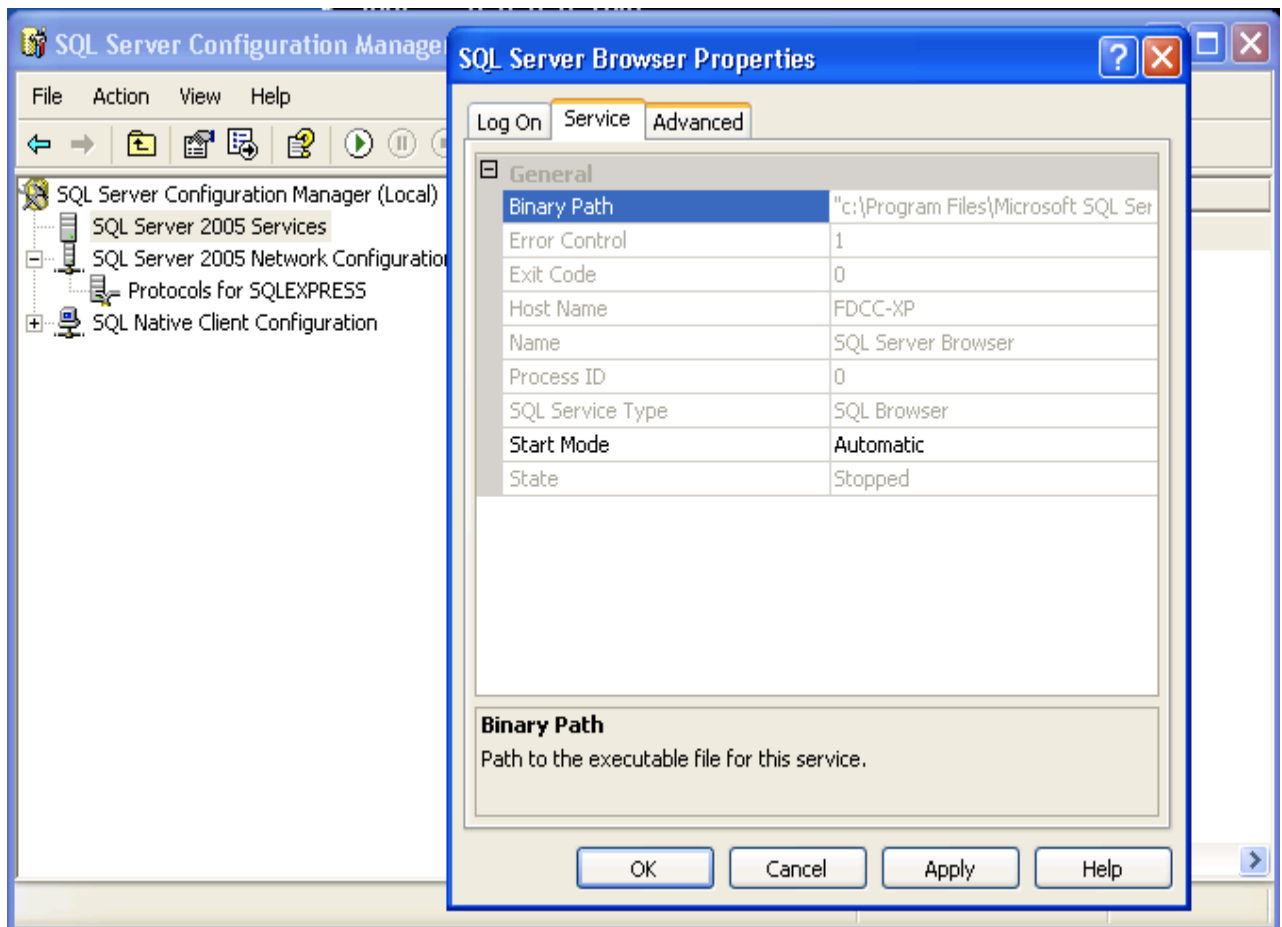 SQL Server Configuration Manage
File Action View Help
SQL Server Configuration Manager (Local)
SQL Server 2005 Services
SQL Server 2005 Network Configuration
Protocols for SQLEXPRESS
SQL Native Client Configuration
SQL Server Browser Properties
Log On Service Advanced
General
Binary Path "c:\Program Files\Microsoft SQL Ser
Error Control 1
Exit Code 0
Host Name FDCC-XP
Name SQL Server Browser
Process ID 0
SQL Service Type SQL Browser
Start Mode Automatic
State Stopped
Binary Path
Path to the executable file for this service.
OK Cancel Apply Help